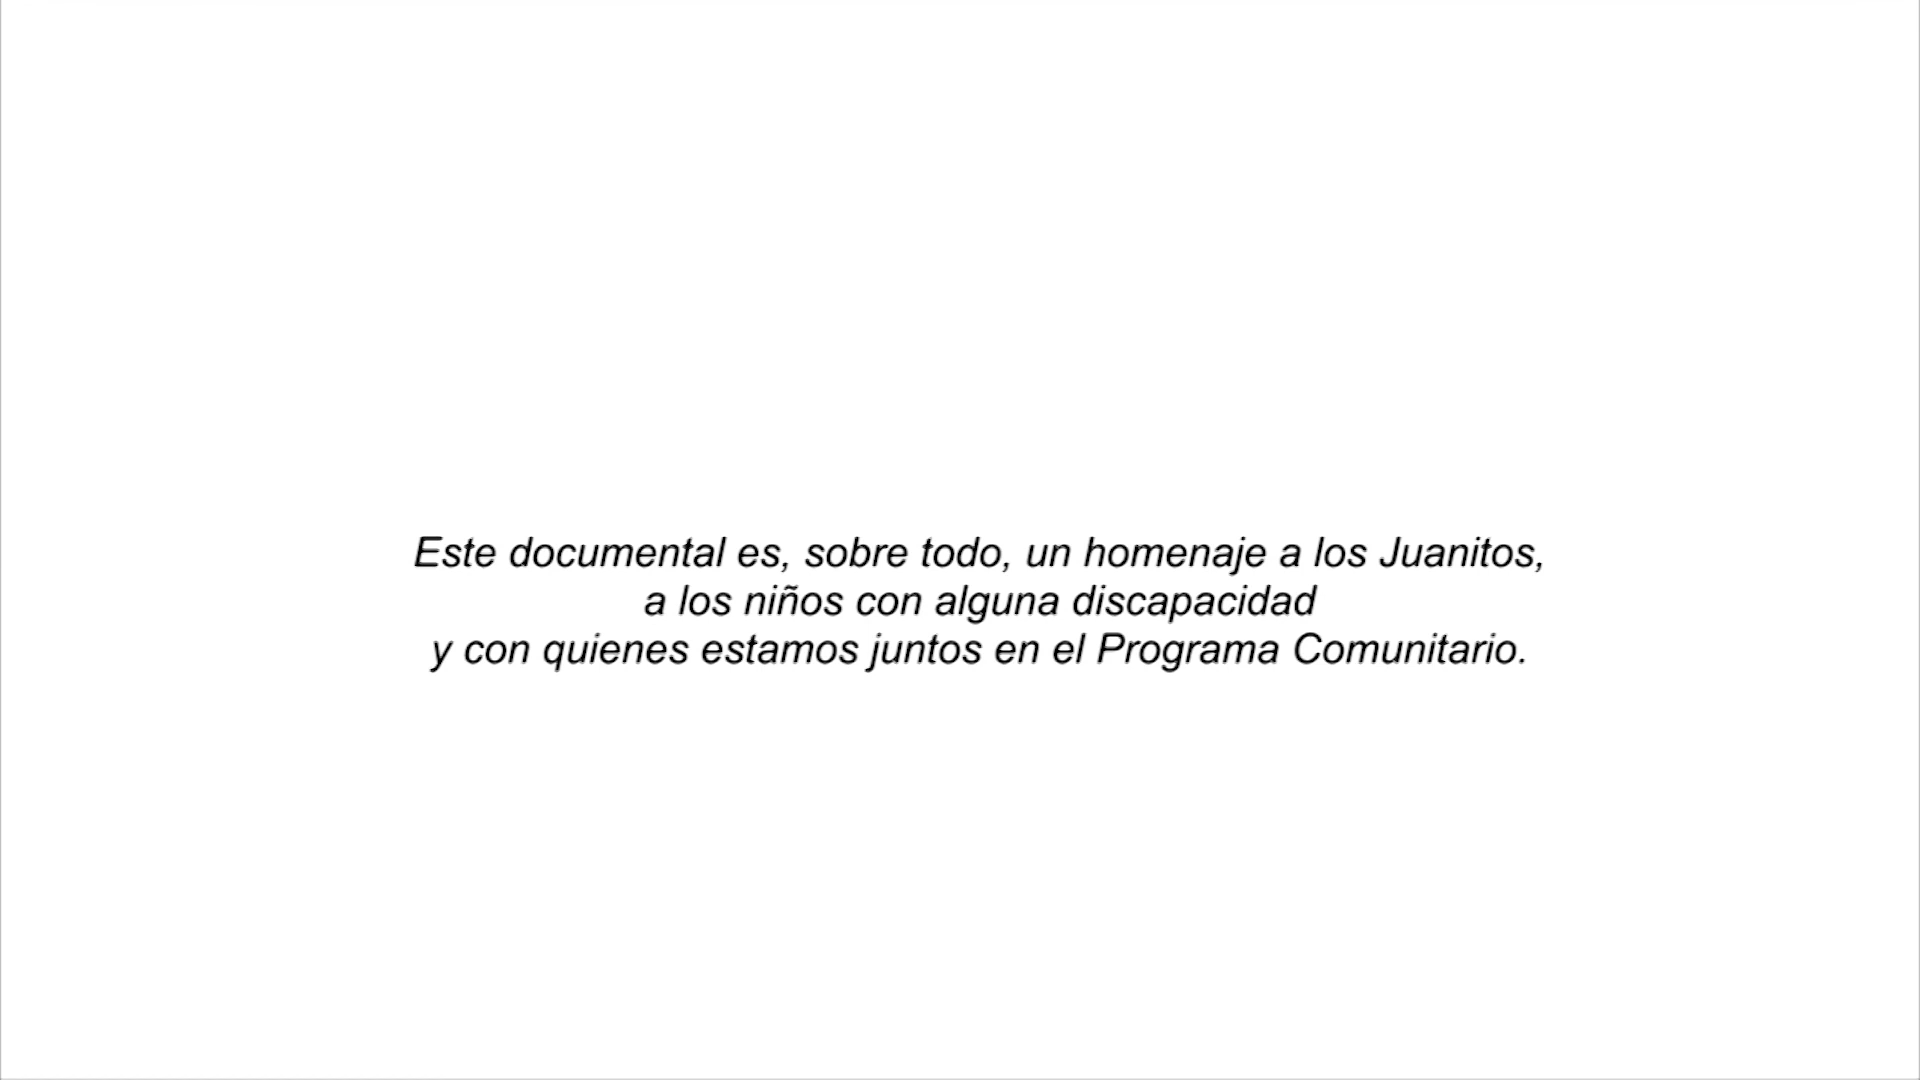 Este documental es, sobre todo, un homenaje a los Juanitos,
a los niños con alguna discapacidad
y con quienes estamos juntos en el Programa Comunitario.